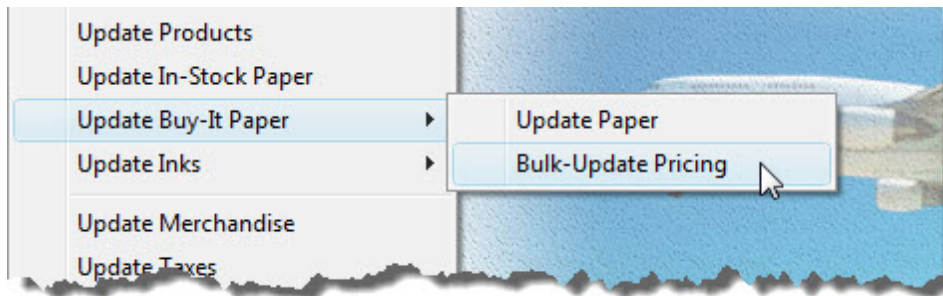 Update Products
Update In-Stock Paper
Update Buy-It Paper
Update Paper
Update Inks
Bulk-Update Pricing
Update Merchandise
Update Taxes